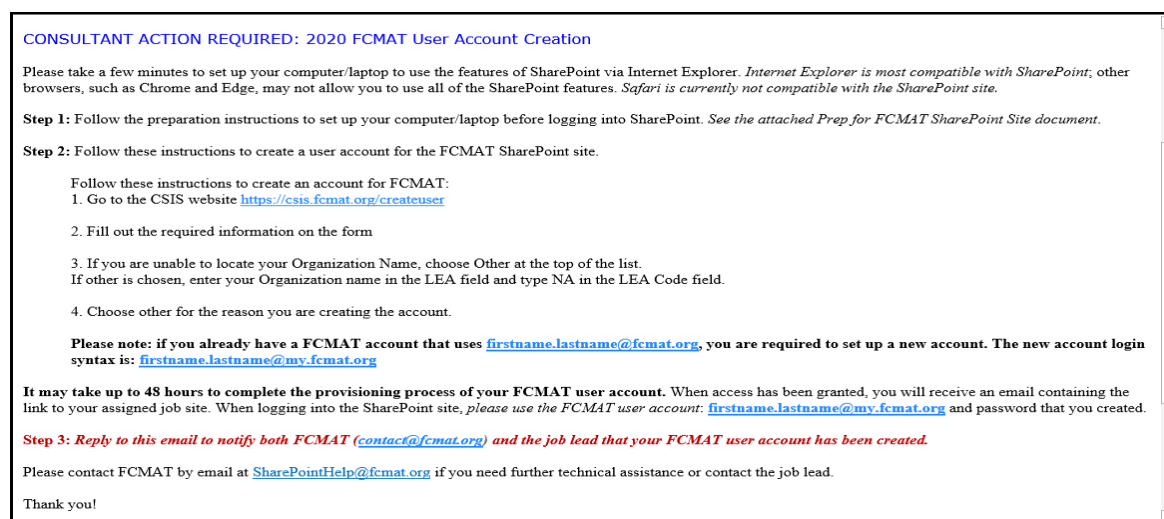 CONSULTANT ACTION REQUIRED: 2020 FCMAT User Account Creation
Please take a few minutes to set up your computer/laptop to use the features of SharePoint via Internet Explorer. Internet Explorer is most compatible with SharePoint; other
browsers, such as Chrome and Edge, may not allow you to use all of the SharePoint features. Safari is currently not compatible with the SharePoint site.
Step 1: Follow the preparation instructions to set up your computer/laptop before logging into SharePoint. See the attached Prep for FCMAT SharePoint Site document.
Step 2: Follow these instructions to create a user account for the FCMAT SharePoint site.
Follow these instructions to create an account for FCMAT:
1. Go to the CSIS website https://csis.fcmat.org/createuser
2. Fill out the required information on the form
3. If you are unable to locate your Organization Name, choose Other at the top of the list.
If other is chosen, enter your Organization name in the LEA field and type NA in the LEA Code field.
4. Choose other for the reason you are creating the account.
Please note: if you already have a FCMAT account that uses firstname.lastname@fcmat.org, you are required to set up a new account. The new account login
syntax is: firstname.lastname@my.fcmat.org
It may take up to 48 hours to complete the provisioning process of your FCMAT user account. When access has been granted, you will receive an email containing the
link to your assigned job site. When logging into the SharePoint site, please use the FCMAT user account: firstname.lastname@my.fcmat.org and password that you created.
Step 3: Reply to this email to notify both FCMAT (contact@fcmat.org) and the job lead that your FCMAT user account has been created.
Please contact FCMAT by email at SharePointHelp@fcmat.org if you need further technical assistance or contact the job lead.
Thank you!